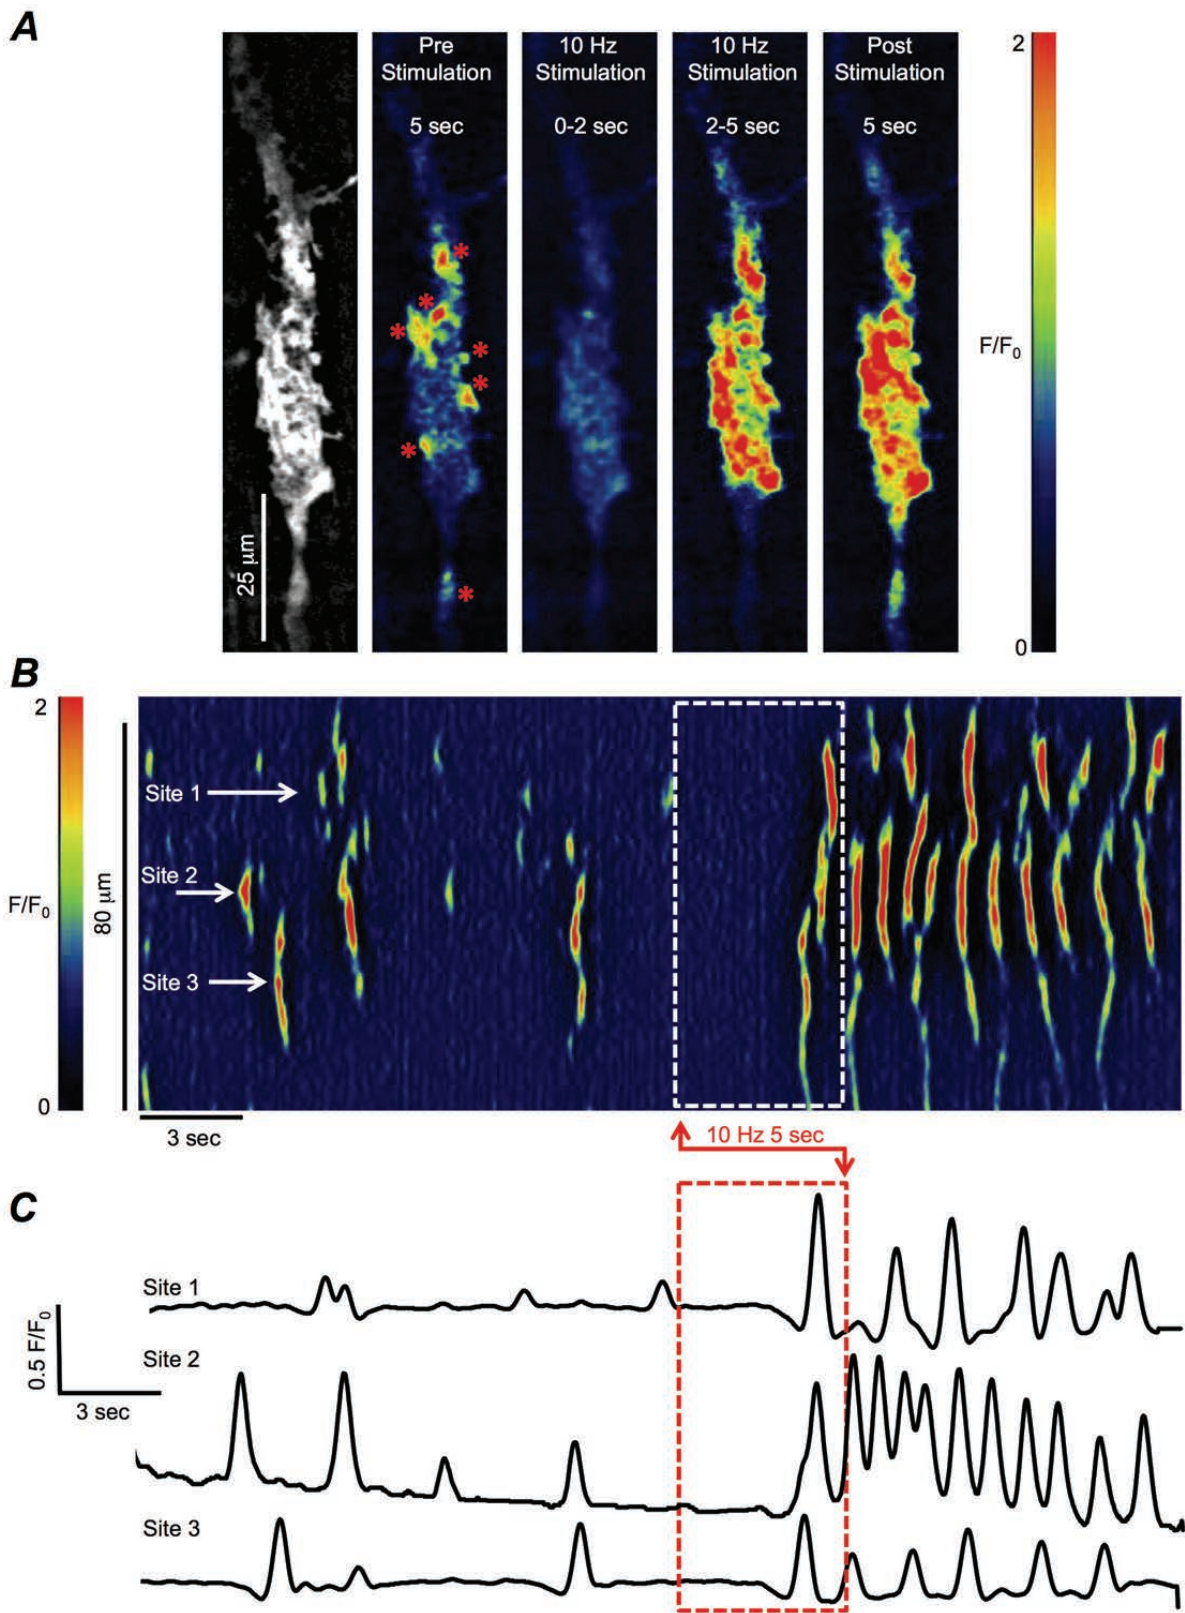 A
Pre
Stimulation
5 sec
10 Hz
Stimulation
0-2 sec
10 Hz
Stimulation
2-5 sec
Post
Stimulation
5 sec
2
F/F0
0
25 µm
*
*
*
*
*
*
*
B
2
F/F0
0
80 µm
Site 1
Site 2
Site 3
3 sec
10 Hz 5 sec
C
Site 1
0.5 F/F0
3 sec
Site 2
Site 3